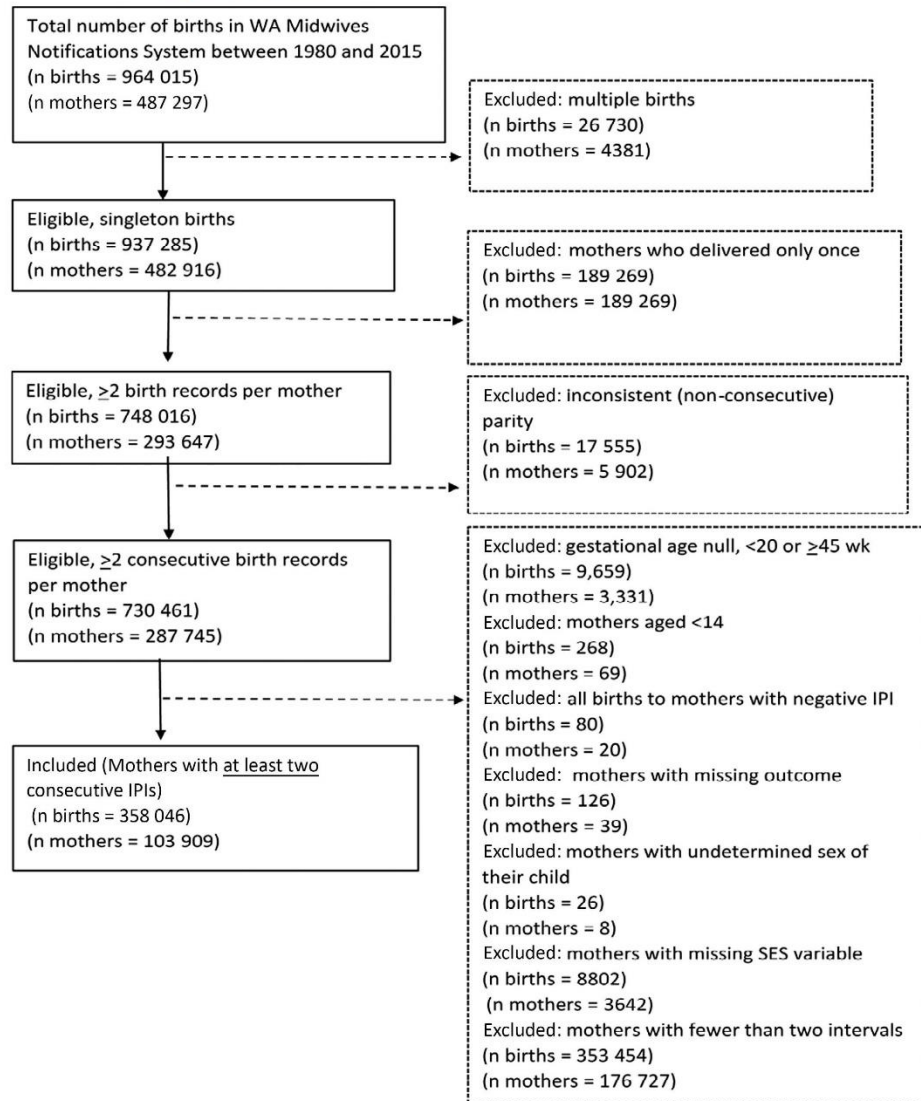 Total number of births in WA Midwives
Notifications System between 1980 and 2015
(n births = 964 015)
(n mothers = 487 297)
Excluded: multiple births
(n births = 26 730)
(n mothers = 4381)
Eligible, singleton births
(n births = 937 285)
(n mothers = 482 916)
Excluded: mothers who delivered only once
(n births = 189 269)
(n mothers = 189 269)
Eligible, ≥2 birth records per mother
(n births = 748 016)
(n mothers = 293 647)
Excluded: inconsistent (non-consecutive)
parity
(n births = 17 555)
(n mothers = 5 902)
Eligible, ≥2 consecutive birth records
per mother
(n births = 730 461)
(n mothers = 287 745)
Excluded: gestational age null, <20 or ≥45 wk
(n births = 9,659)
(n mothers = 3,331)
Excluded: mothers aged <14
(n births = 268)
(n mothers = 69)
Excluded: all births to mothers with negative IPI
(n births = 80)
(n mothers = 20)
Excluded: mothers with missing outcome
(n births = 126)
(n mothers = 39)
Excluded: mothers with undetermined sex of
their child
(n births = 26)
(n mothers = 8)
Excluded: mothers with missing SES variable
(n births = 8802)
(n mothers = 3642)
Excluded: mothers with fewer than two intervals
(n births = 353 454)
(n mothers = 176 727)
Included (Mothers with at least two
consecutive IPIs)
(n births = 358 046)
(n mothers = 103 909)